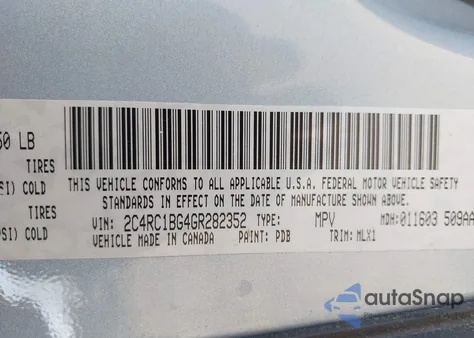 50 LB
TIRES
SI) COLD
TIRES
PSI) COLD
THIS VEHICLE CONFORMS TO ALL APPLICABLE U.S.A. FEDERAL MOTOR VEHICLE SAFETY
STANDARDS IN EFFECT ON THE DATE OF MANUFACTURE SHOWN ABOVE.
VIN: 2C4RC1BG4GR282352 TYPE: MPV MDH: 011603 509AA
VEHICLE MADE IN CANADA PAINT: PDB TRIM: MLX1
autoSnap